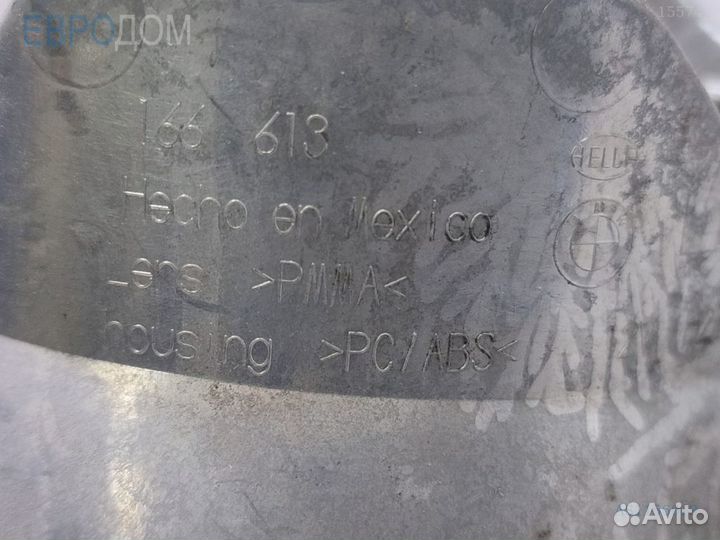 ЕВРОДОМ
166 613
HELLA
Hecho en Mexico
Lens >PMMA<
housing >PC/ABS<
Avito